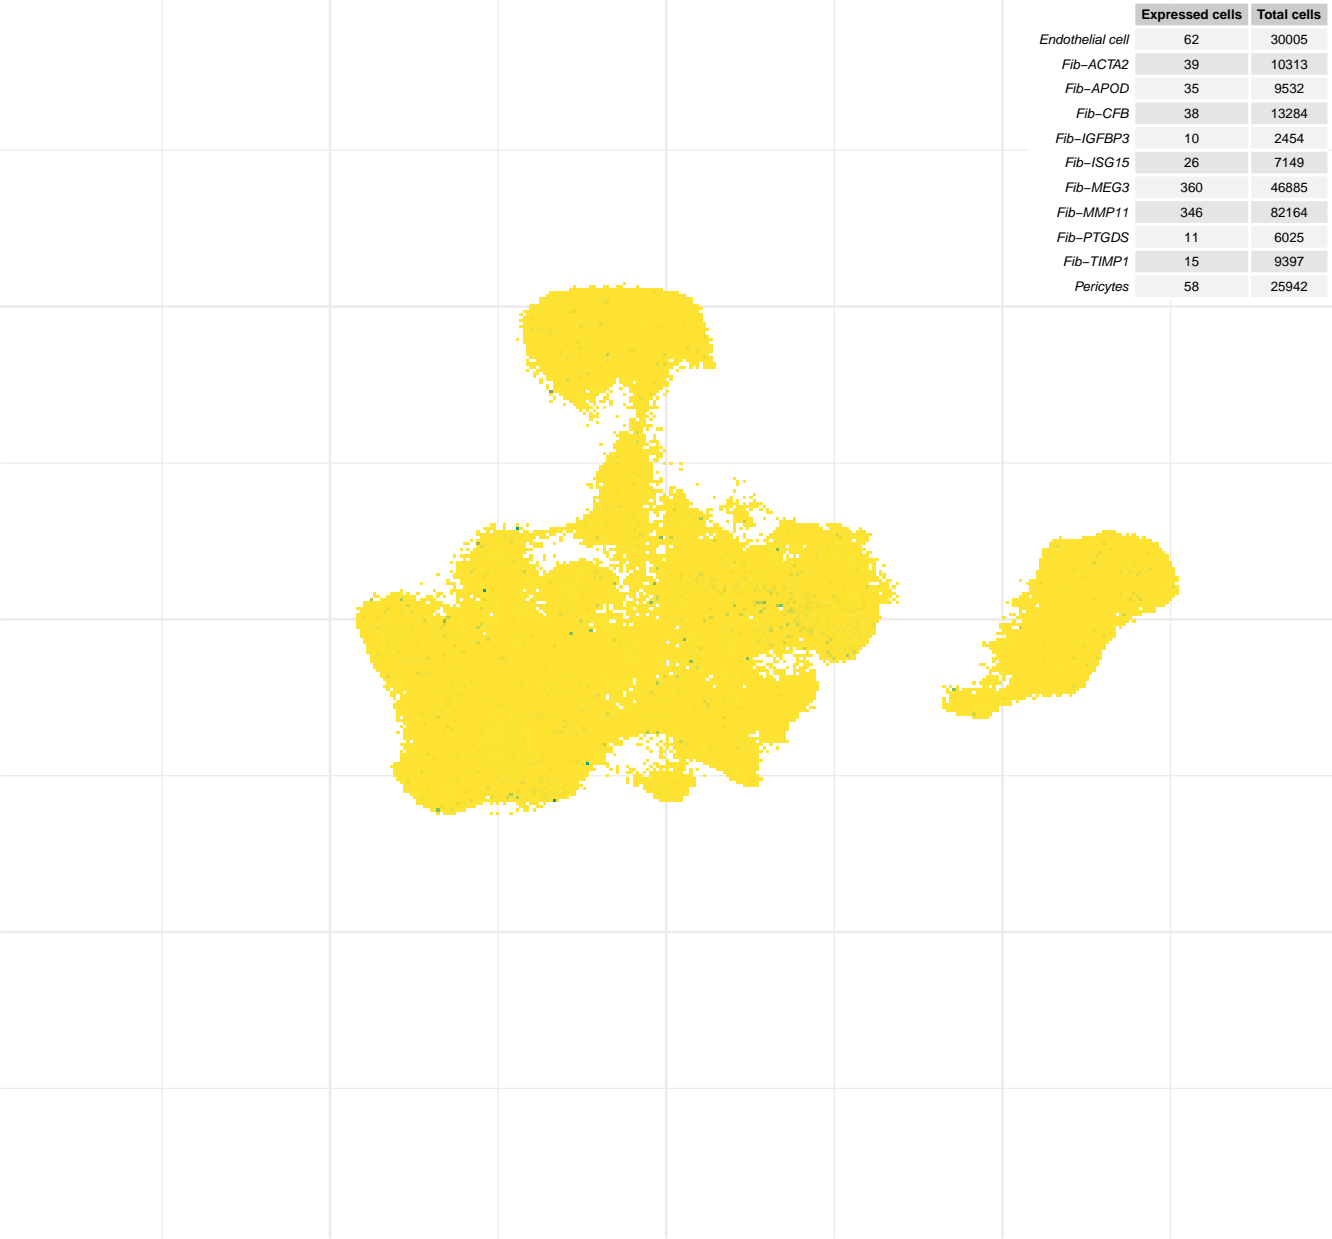 Expressed cells Total cells
Endothelial cell 62 30005
Fib−ACTA2 39 10313
Fib−APOD 35 9532
Fib−CFB 38 13284
Fib−IGFBP3 10 2454
Fib−ISG15 26 7149
Fib−MEG3 360 46885
Fib−MMP11 346 82164
Fib−PTGDS 11 6025
Fib−TIMP1 15 9397
Pericytes 58 25942